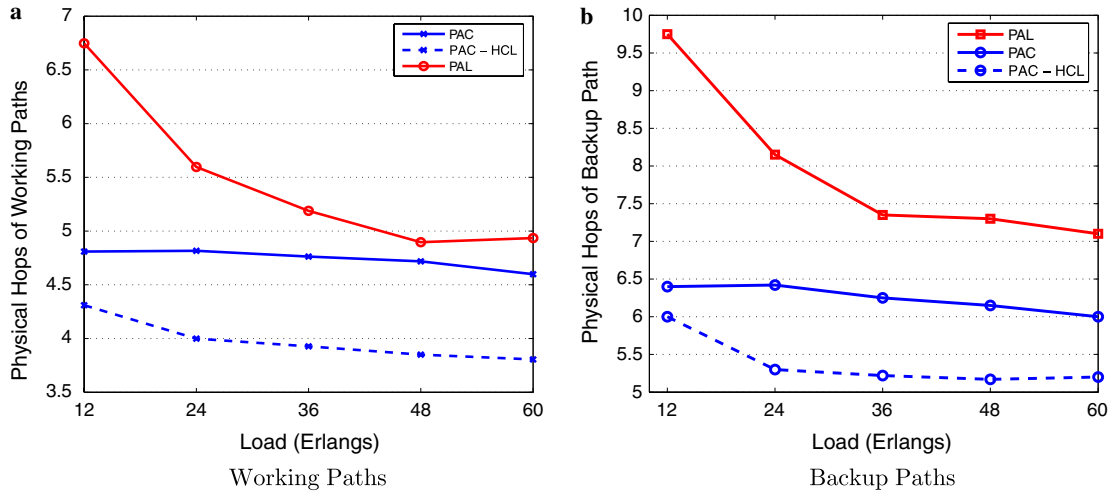 a
7
6.5
6
5.5
5
4.5
4
3.5
Physical Hops of Working Paths
PAC
PAC – HCL
PAL
12 24 36 48 60
Load (Erlangs)
Working Paths
b
10
9.5
9
8.5
8
7.5
7
6.5
6
5.5
5
Physical Hops of Backup Path
PAL
PAC
PAC – HCL
12 24 36 48 60
Load (Erlangs)
Backup Paths